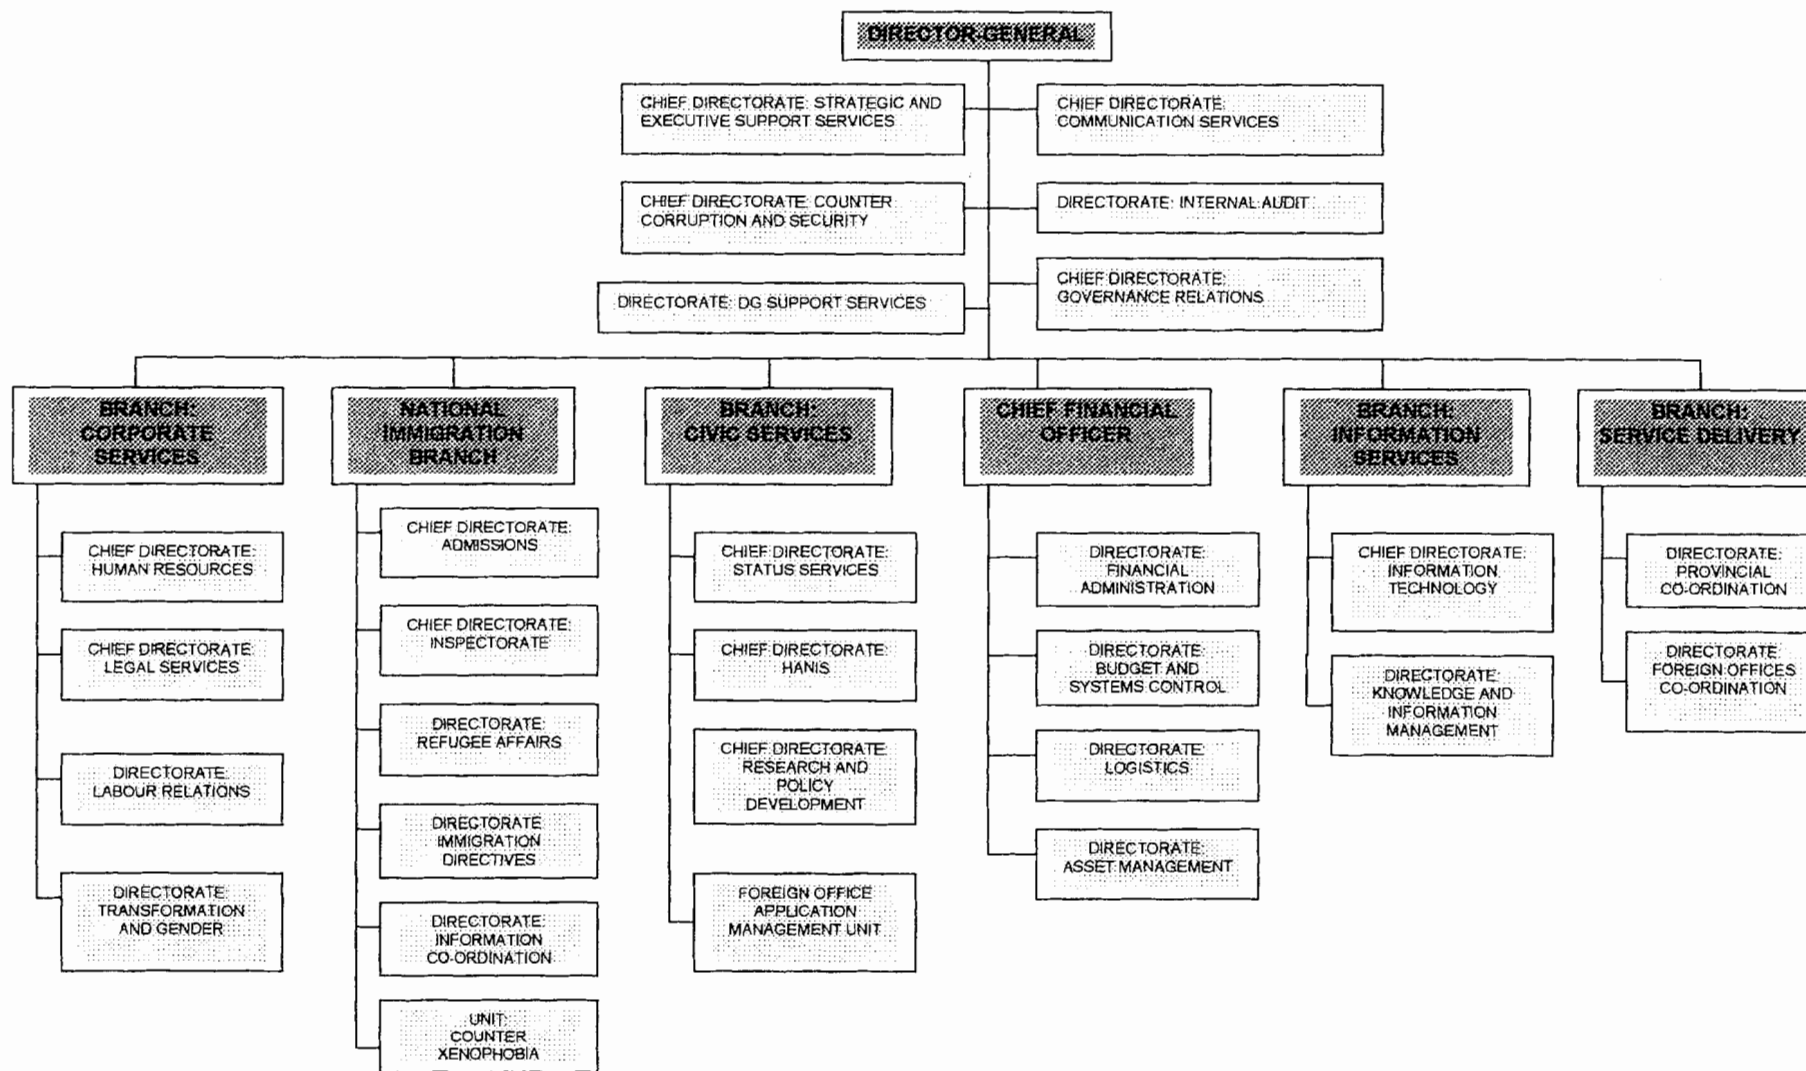 DIRECTOR-GENERAL
CHIEF DIRECTORATE: STRATEGIC AND
EXECUTIVE SUPPORT SERVICES
CHIEF DIRECTORATE:
COMMUNICATION SERVICES
CHIEF DIRECTORATE: COUNTER
CORRUPTION AND SECURITY
DIRECTORATE: INTERNAL AUDIT
DIRECTORATE: DG SUPPORT SERVICES
CHIEF DIRECTORATE:
GOVERNANCE RELATIONS
BRANCH:
CORPORATE
SERVICES
CHIEF DIRECTORATE:
HUMAN RESOURCES
CHIEF DIRECTORATE:
LEGAL SERVICES
DIRECTORATE:
LABOUR RELATIONS
DIRECTORATE:
TRANSFORMATION
AND GENDER
NATIONAL
IMMIGRATION
BRANCH
CHIEF DIRECTORATE:
ADMISSIONS
CHIEF DIRECTORATE:
INSPECTORATE
DIRECTORATE:
REFUGEE AFFAIRS
DIRECTORATE
IMMIGRATION
DIRECTIVES
DIRECTORATE:
INFORMATION
CO-ORDINATION
UNIT:
COUNTER
XENOPHOBIA
BRANCH:
CIVIC SERVICES
CHIEF DIRECTORATE:
STATUS SERVICES
CHIEF DIRECTORATE:
HANIS
CHIEF DIRECTORATE:
RESEARCH AND
POLICY
DEVELOPMENT
FOREIGN OFFICE
APPLICATION
MANAGEMENT UNIT
CHIEF FINANCIAL
OFFICER
DIRECTORATE:
FINANCIAL
ADMINISTRATION
DIRECTORATE:
BUDGET AND
SYSTEMS CONTROL
DIRECTORATE:
LOGISTICS
DIRECTORATE:
ASSET MANAGEMENT
BRANCH:
INFORMATION
SERVICES
CHIEF DIRECTORATE:
INFORMATION
TECHNOLOGY
DIRECTORATE:
KNOWLEDGE AND
INFORMATION
MANAGEMENT
BRANCH:
SERVICE DELIVERY
DIRECTORATE:
PROVINCIAL
CO-ORDINATION
DIRECTORATE:
FOREIGN OFFICES
CO-ORDINATION